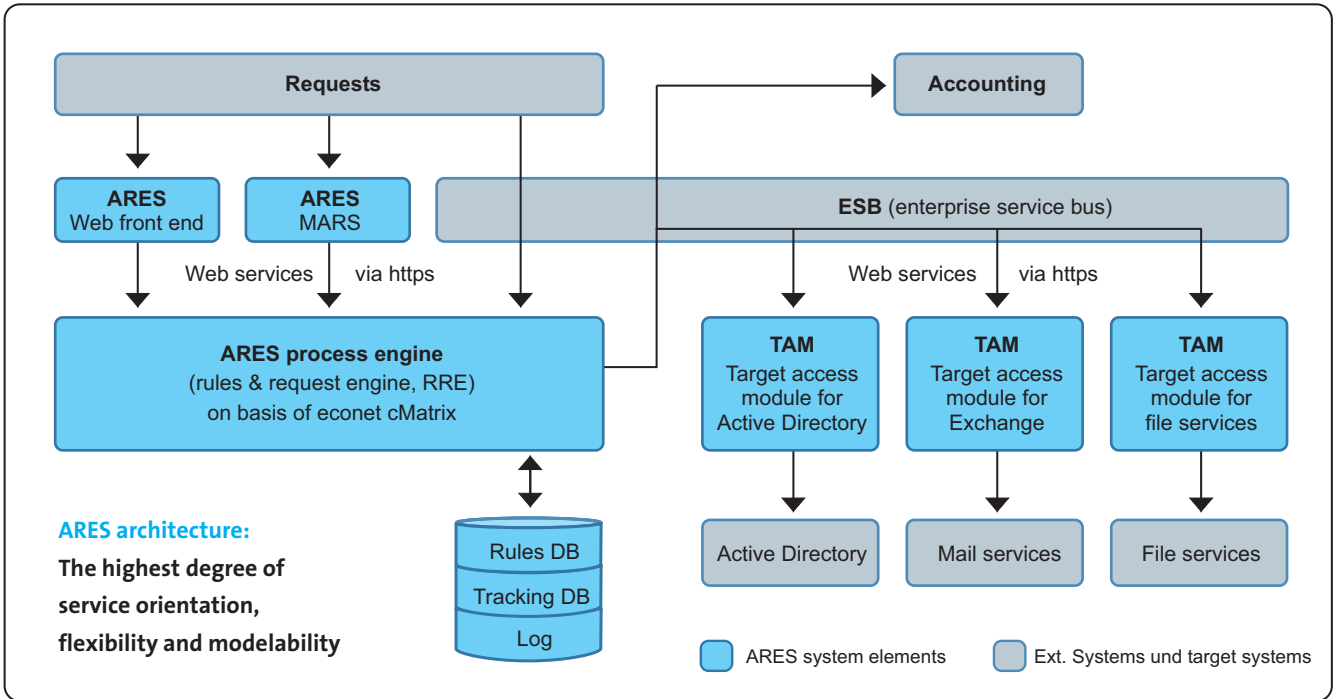 Requests
Accounting
ARES
Web front end
ARES
MARS
ESB (enterprise service bus)
Web services via https
Web services via https
ARES process engine
(rules & request engine, RRE)
on basis of econet cMatrix
TAM
Target access
module for
Active Directory
TAM
Target access
module for
Exchange
TAM
Target access
module for
file services
ARES architecture:
The highest degree of
service orientation,
flexibility and modelability
Rules DB
Tracking DB
Log
Active Directory
Mail services
File services
ARES system elements
Ext. Systems und target systems